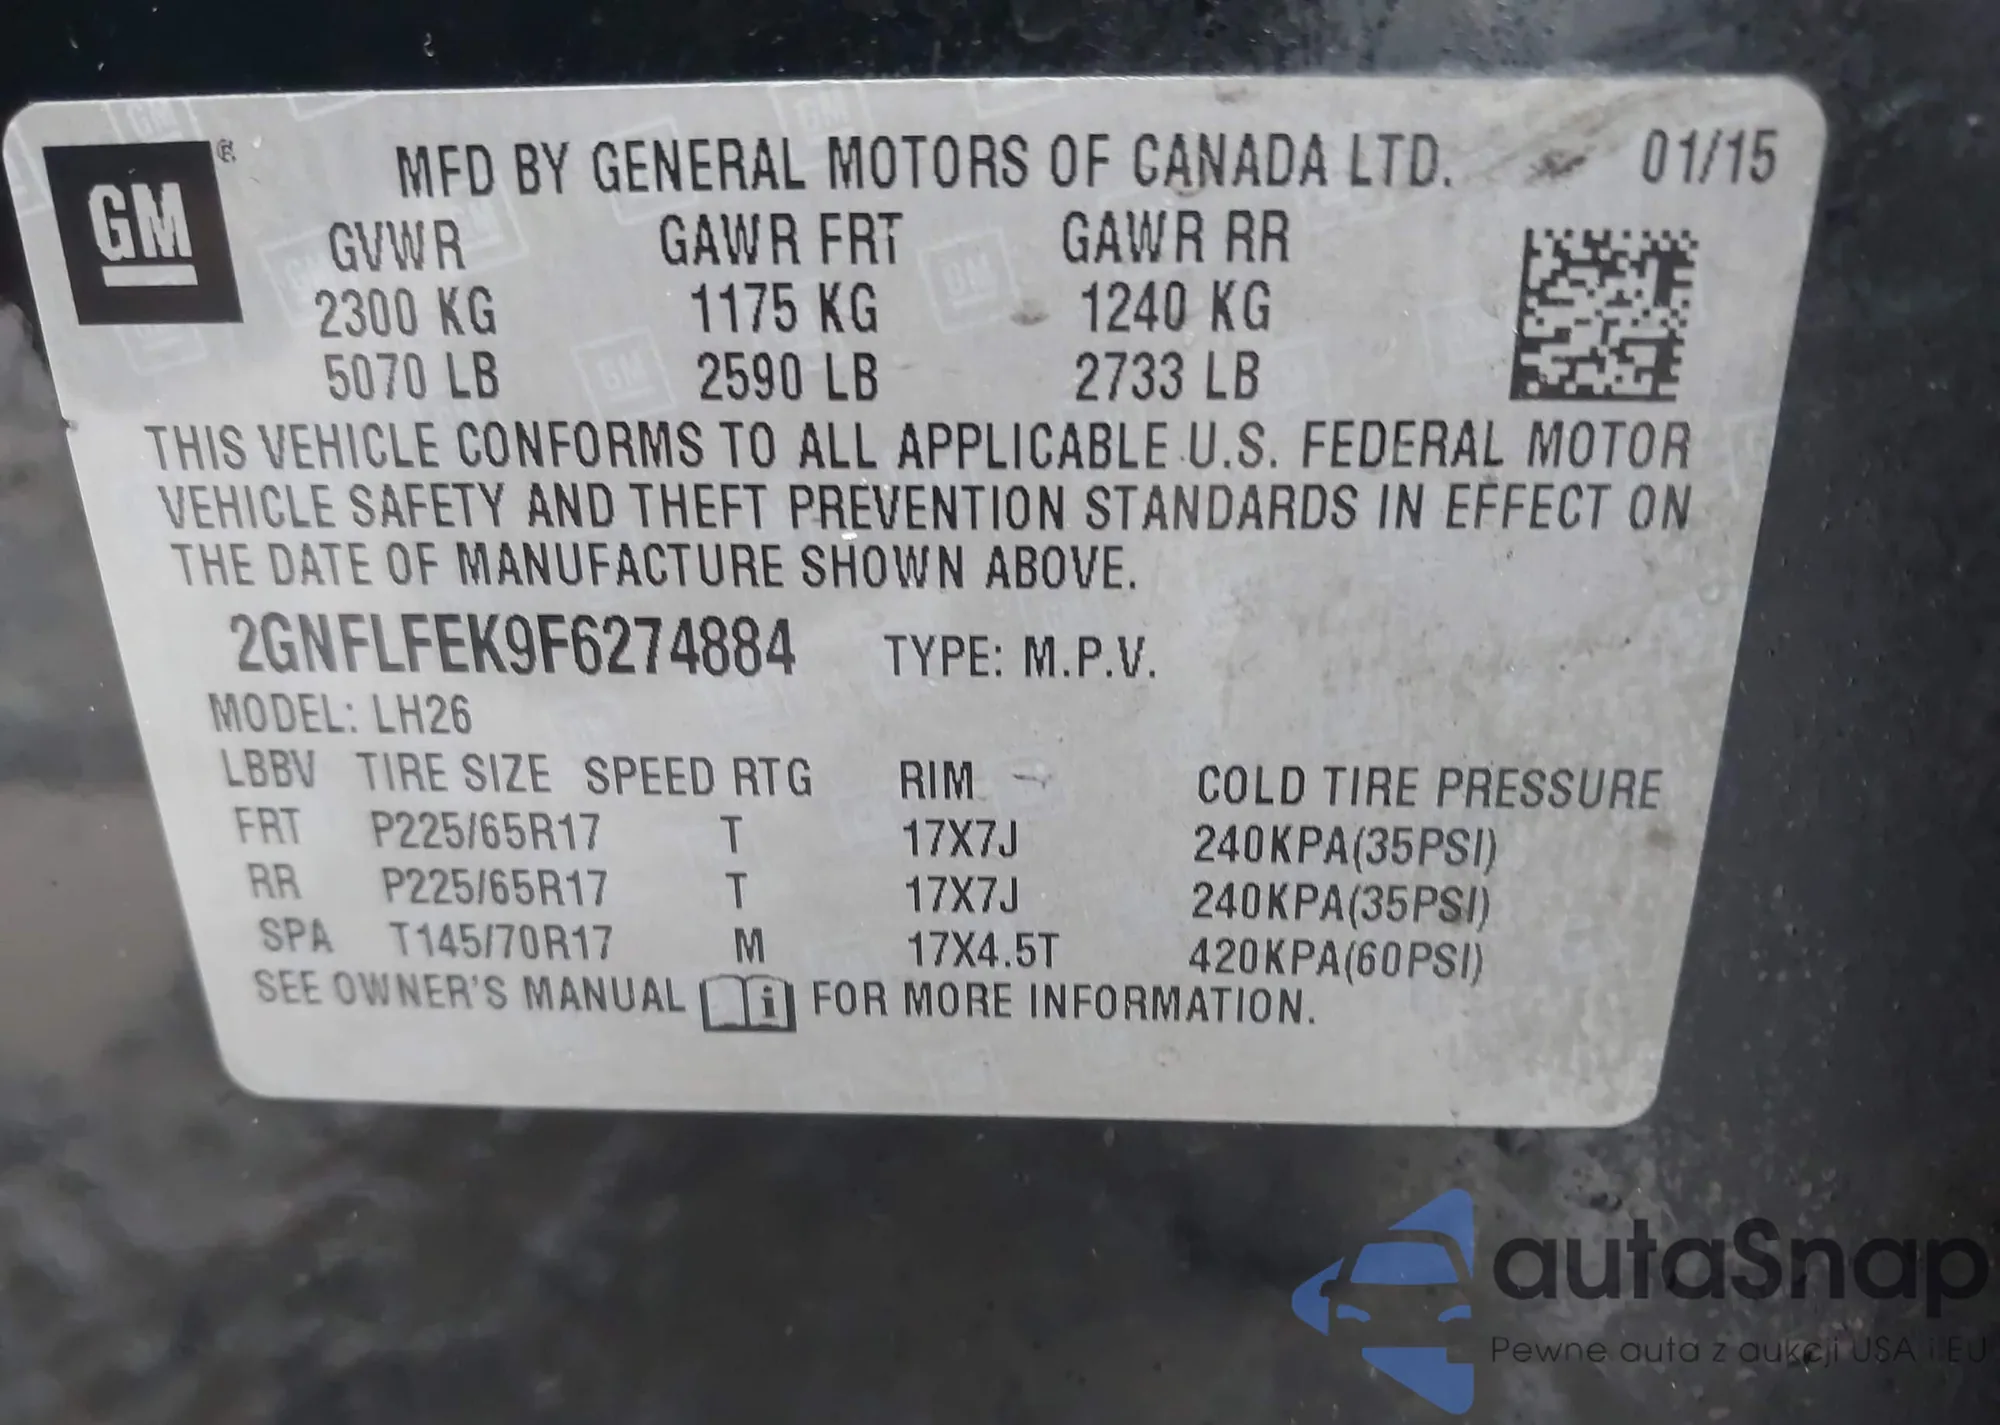 GM ®
MFD BY GENERAL MOTORS OF CANADA LTD. 01/15
GVWR GAWR FRT GAWR RR
2300 KG 1175 KG 1240 KG
5070 LB 2590 LB 2733 LB
THIS VEHICLE CONFORMS TO ALL APPLICABLE U.S. FEDERAL MOTOR
VEHICLE SAFETY AND THEFT PREVENTION STANDARDS IN EFFECT ON
THE DATE OF MANUFACTURE SHOWN ABOVE.
2GNFLFEK9F6274884 TYPE: M.P.V.
MODEL: LH26
LBBV TIRE SIZE SPEED RTG RIM COLD TIRE PRESSURE
FRT P225/65R17 T 17X7J 240KPA(35PSI)
RR P225/65R17 T 17X7J 240KPA(35PSI)
SPA T145/70R17 M 17X4.5T 420KPA(60PSI)
SEE OWNER'S MANUAL i FOR MORE INFORMATION.
autaSnap
Pewne auta z aukcji USA i EU